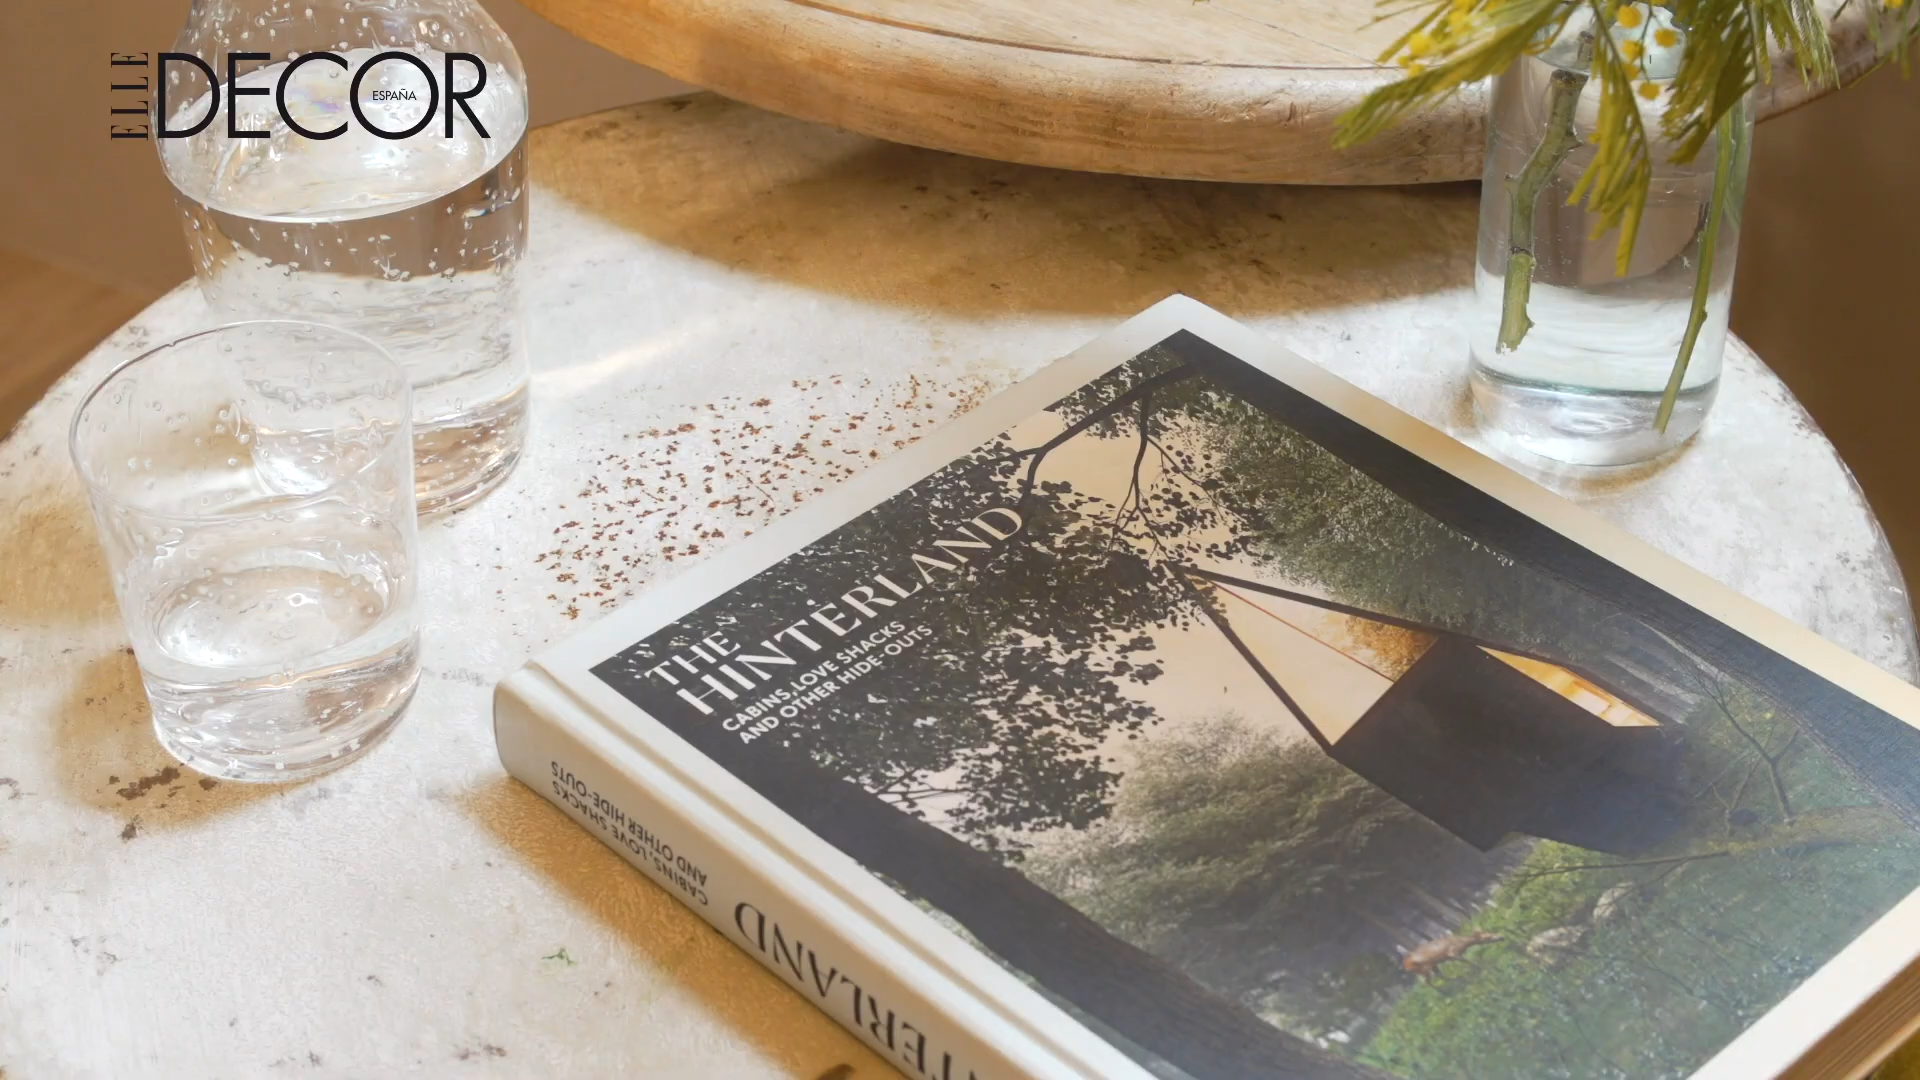 ELLE DECOR
ESPAÑA
THE
HINTERLAND
CABINS, LOVE SHACKS
AND OTHER HIDE-OUTS
CABINS, LOVE SHACKS
AND OTHER HIDE-OUTS
TERLAND